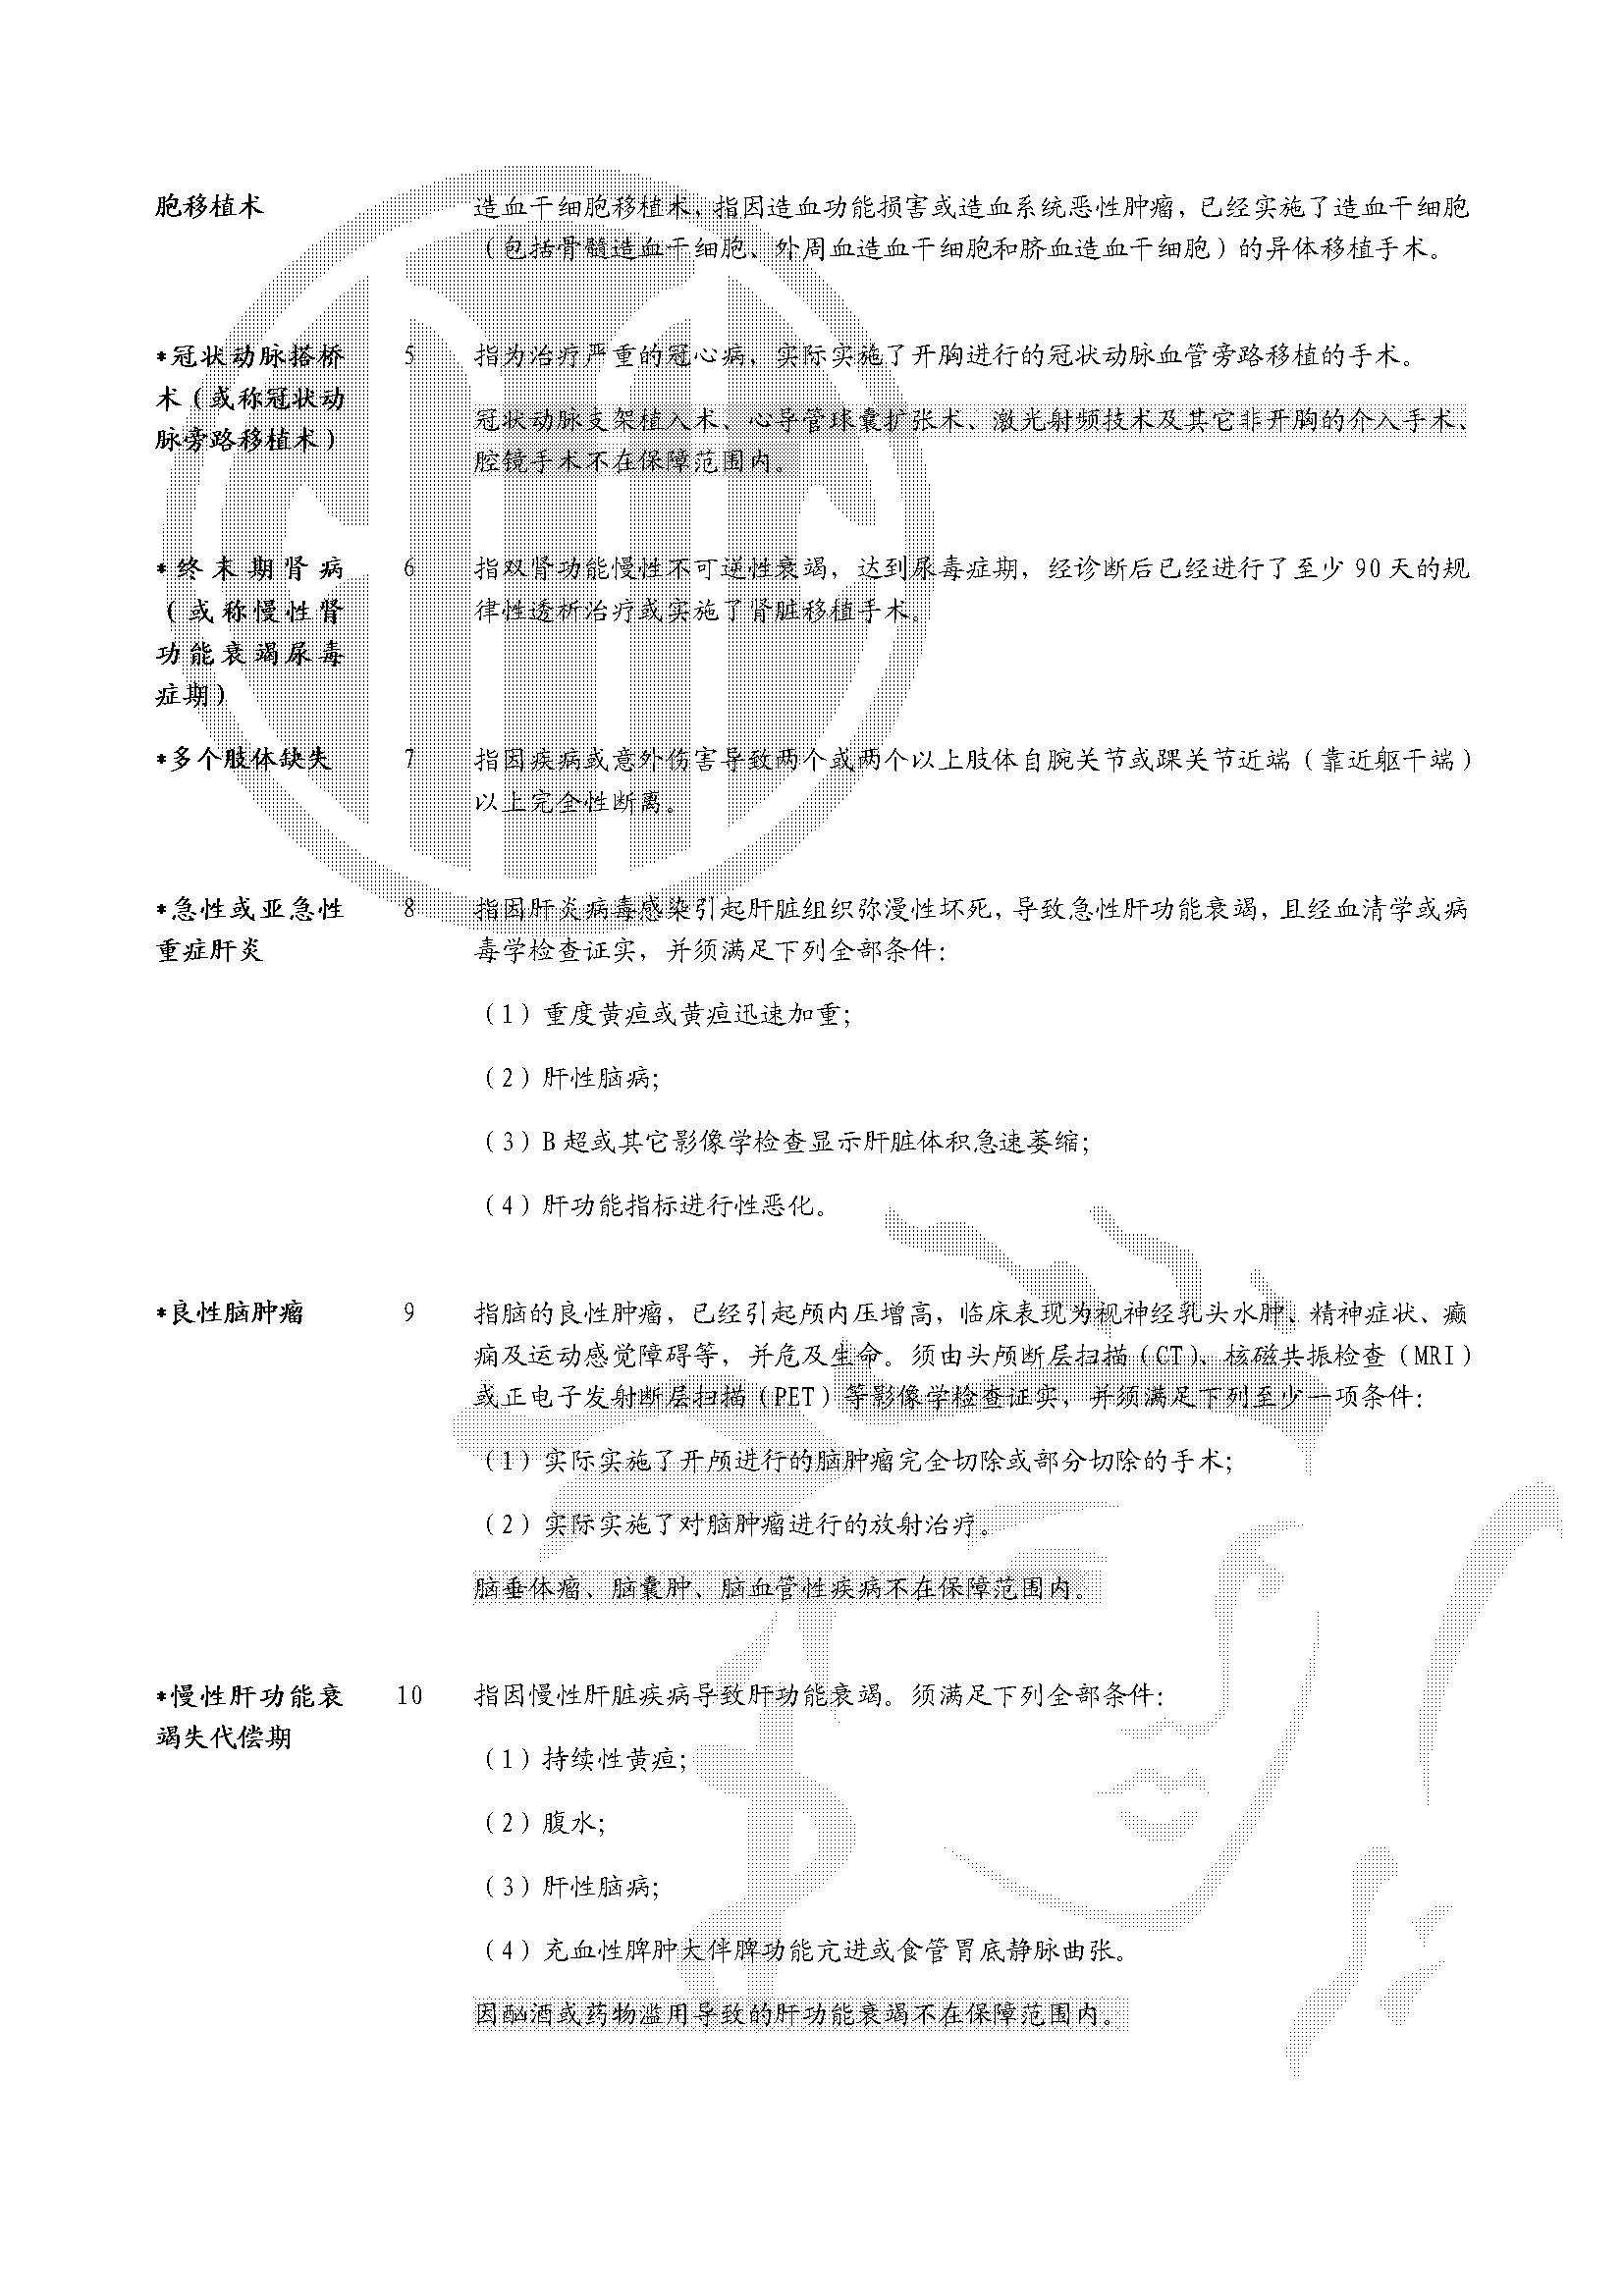 胞移植术
造血干细胞移植术，指因造血功能损害或造血系统恶性肿瘤，已经实施了造血干细胞
（包括骨髓造血干细胞、外周血造血干细胞和脐血造血干细胞）的异体移植手术。
*冠状动脉搭桥
术（或称冠状动
脉旁路移植术）
5
指为治疗严重的冠心病，实际实施了开胸进行的冠状动脉血管旁路移植的手术。
冠状动脉支架植入术、心导管球囊扩张术、激光射频技术及其它非开胸的介入手术、
腔镜手术不在保障范围内。
*终末期肾病
（或称慢性肾
功能衰竭尿毒
症期）
6
指双肾功能慢性不可逆性衰竭，达到尿毒症期，经诊断后已经进行了至少 90 天的规
律性透析治疗或实施了肾脏移植手术。
*多个肢体缺失
7
指因疾病或意外伤害导致两个或两个以上肢体自腕关节或踝关节近端（靠近躯干端）
以上完全性断离。
*急性或亚急性
重症肝炎
8
指因肝炎病毒感染引起肝脏组织弥漫性坏死，导致急性肝功能衰竭，且经血清学或病
毒学检查证实，并须满足下列全部条件：
（1）重度黄疸或黄疸迅速加重；
（2）肝性脑病；
（3）B 超或其它影像学检查显示肝脏体积急速萎缩；
（4）肝功能指标进行性恶化。
*良性脑肿瘤
9
指脑的良性肿瘤，已经引起颅内压增高，临床表现为视神经乳头水肿、精神症状、癫
痫及运动感觉障碍等，并危及生命。须由头颅断层扫描（CT）、核磁共振检查（MRI）
或正电子发射断层扫描（PET）等影像学检查证实，并须满足下列至少一项条件：
（1）实际实施了开颅进行的脑肿瘤完全切除或部分切除的手术；
（2）实际实施了对脑肿瘤进行的放射治疗。
脑垂体瘤、脑囊肿、脑血管性疾病不在保障范围内。
*慢性肝功能衰
竭失代偿期
10
指因慢性肝脏疾病导致肝功能衰竭。须满足下列全部条件：
（1）持续性黄疸；
（2）腹水；
（3）肝性脑病；
（4）充血性脾肿大伴脾功能亢进或食管胃底静脉曲张。
因酗酒或药物滥用导致的肝功能衰竭不在保障范围内。